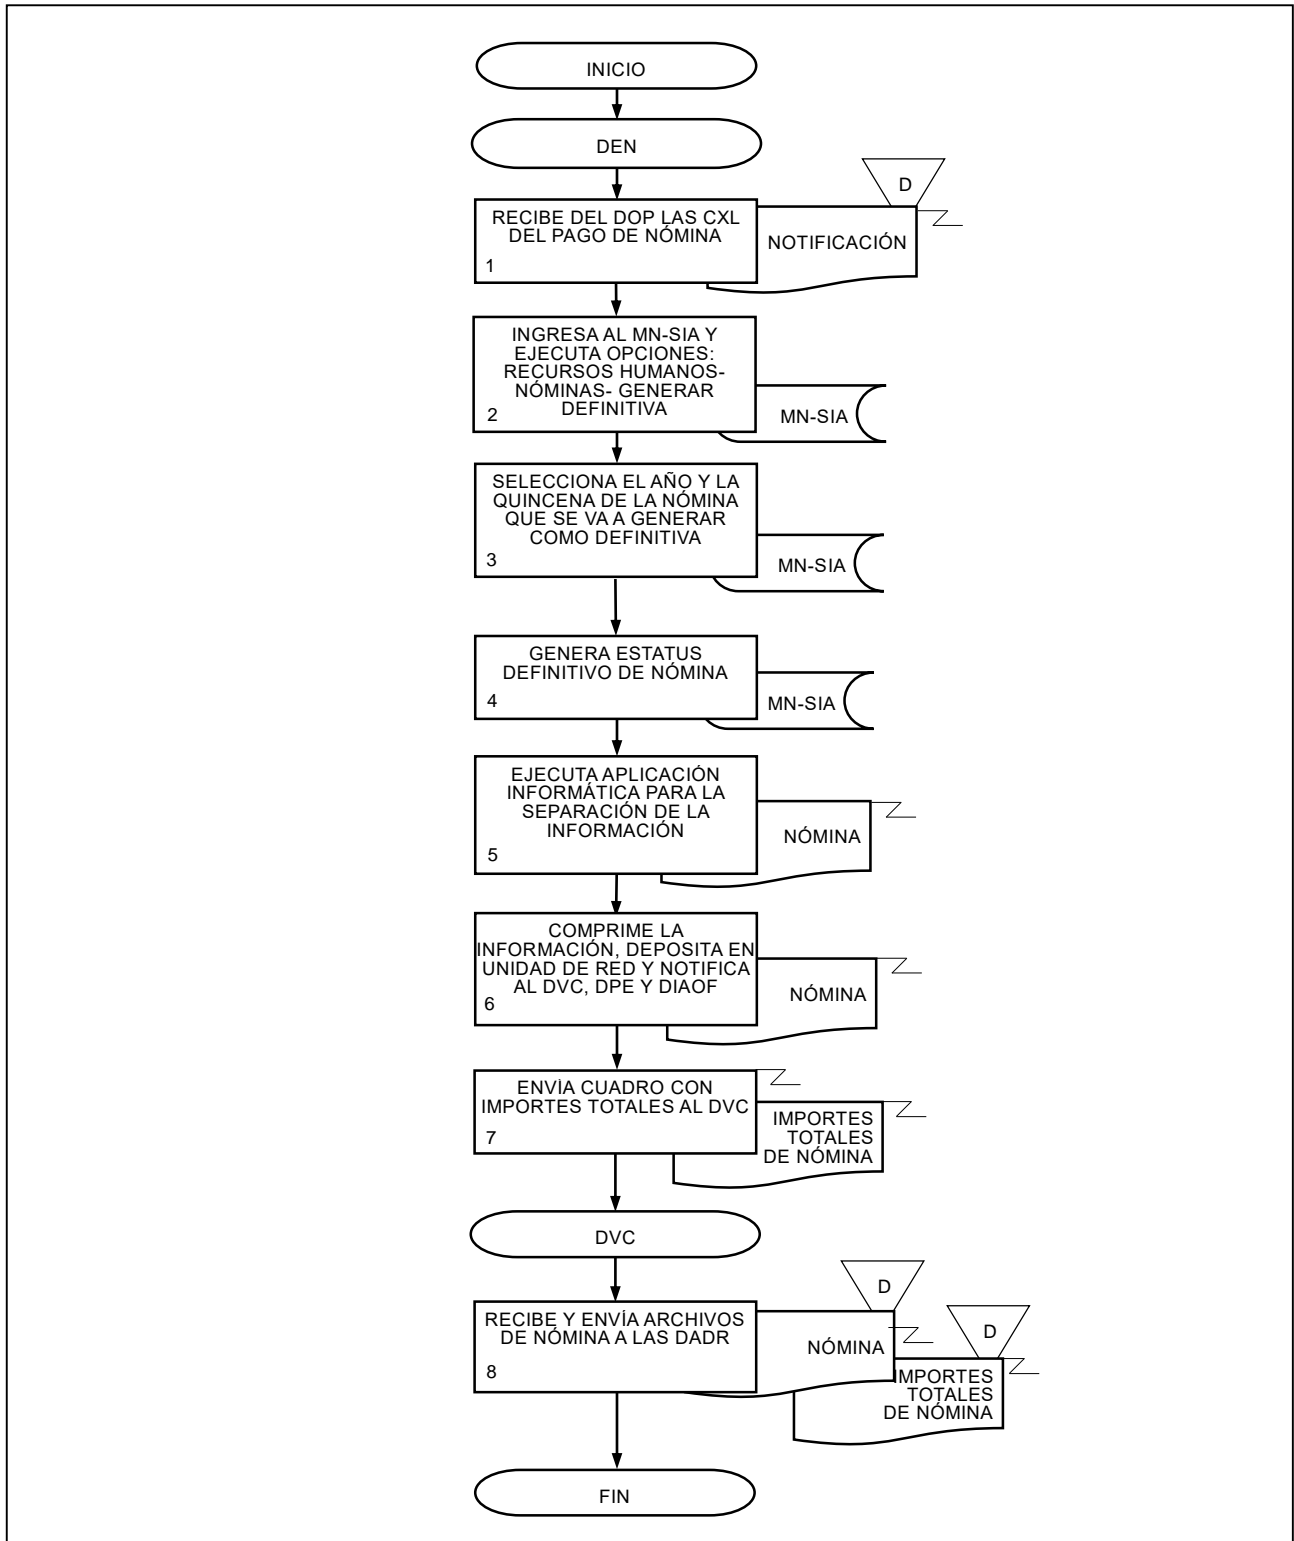 INICIO
DEN
D
RECIBE DEL DOP LAS CXL
DEL PAGO DE NÓMINA
1
NOTIFICACIÓN
INGRESA AL MN-SIA Y
EJECUTA OPCIONES:
RECURSOS HUMANOS-
NÓMINAS- GENERAR
DEFINITIVA
2
MN-SIA
SELECCIONA EL AÑO Y LA
QUINCENA DE LA NÓMINA
QUE SE VA A GENERAR
COMO DEFINITIVA
3
MN-SIA
GENERA ESTATUS
DEFINITIVO DE NÓMINA
4
MN-SIA
EJECUTA APLICACIÓN
INFORMÁTICA PARA LA
SEPARACIÓN DE LA
INFORMACIÓN
5
NÓMINA
COMPRIME LA
INFORMACIÓN, DEPOSITA EN
UNIDAD DE RED Y NOTIFICA
AL DVC, DPE Y DIAOF
6
NÓMINA
ENVÍA CUADRO CON
IMPORTES TOTALES AL DVC
7
IMPORTES
TOTALES
DE NÓMINA
DVC
D
D
RECIBE Y ENVÍA ARCHIVOS
DE NÓMINA A LAS DADR
8
NÓMINA
IMPORTES
TOTALES
DE NÓMINA
FIN